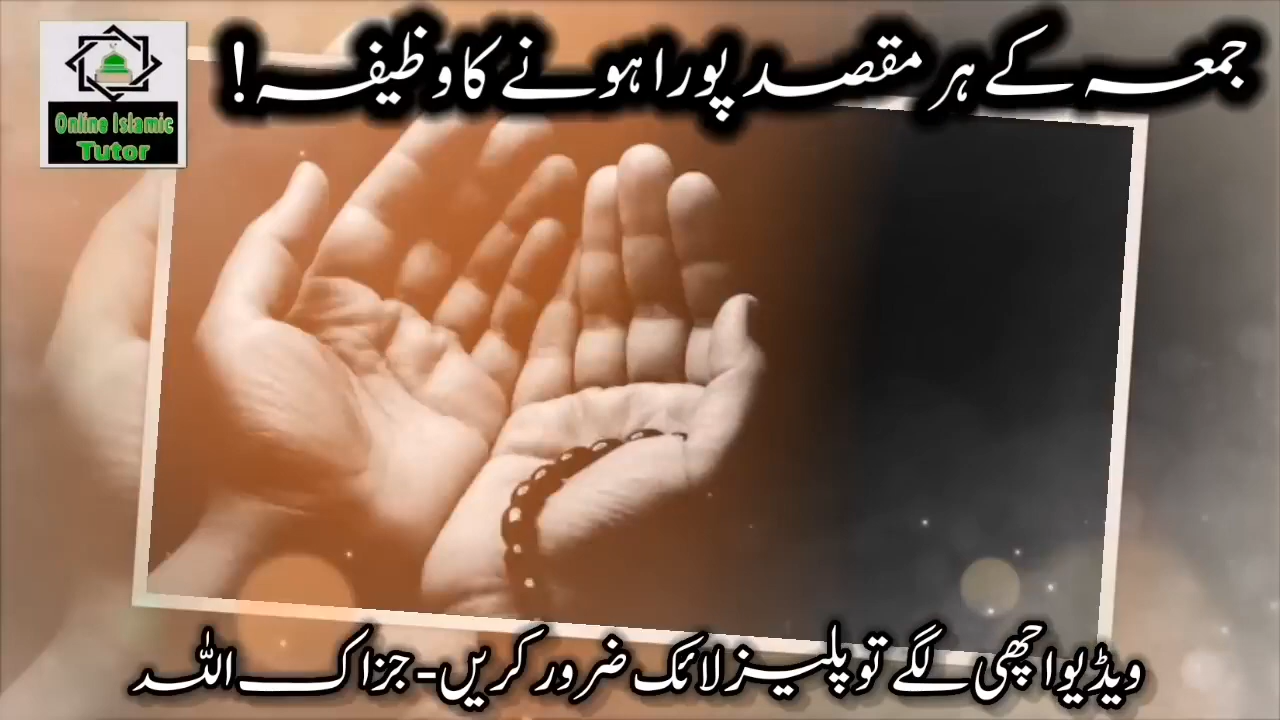 جمعہ کے ہر مقصد پورا ہونے کا وظیفہ!
Online Islamic
Tutor
ویڈیو اچھی لگے تو پلیز لائک ضرور کریں - جزاک اللہ